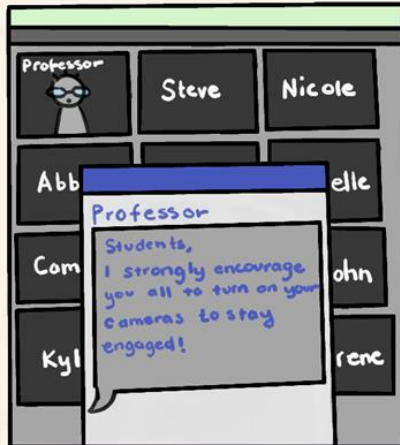 Professor
Steve
Nicole
Abb
elle
Com
ohn
Kyl
rene
Professor
Students,
I strongly encourage
you all to turn on your
cameras to stay
engaged!